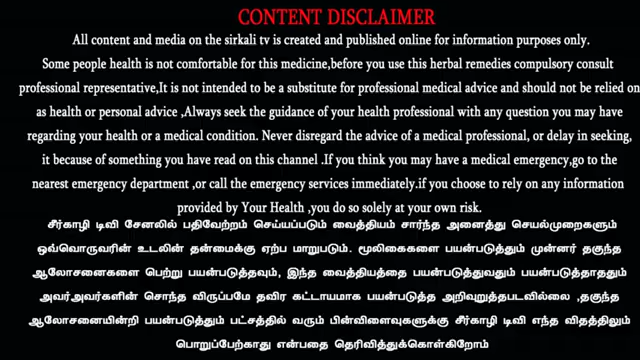 CONTENT DISCLAIMER
All content and media on the sirkali tv is created and published online for information purposes only.
Some people health is not comfortable for this medicine,before you use this herbal remedies compulsory consult
professional representative,It is not intended to be a substitute for professional medical advice and should not be relied on
as health or personal advice ,Always seek the guidance of your health professional with any question you may have
regarding your health or a medical condition. Never disregard the advice of a medical professional, or delay in seeking,
it because of something you have read on this channel .If you think you may have a medical emergency,go to the
nearest emergency department ,or call the emergency services immediately.if you choose to rely on any information
provided by Your Health ,you do so solely at your own risk.
சீர்காழி டிவி சேனலில் பதிவேற்றம் செய்யப்படும் வைத்தியம் சார்ந்த அனைத்து செயல்முறைகளும்
ஒவ்வொருவரின் உடலின் தன்மைக்கு ஏற்ப மாறுபடும். மூலிகைகளை பயன்படுத்தும் முன்னர் தகுந்த
ஆலோசனைகளை பெற்று பயன்படுத்தவும், இந்த வைத்தியத்தை பயன்படுத்துவதும் பயன்படுத்தாததும்
அவர்அவர்களின் சொந்த விருப்பமே தவிர கட்டாயமாக பயன்படுத்த அறிவுறுத்தபடவில்லை ,தகுந்த
ஆலோசனையின்றி பயன்படுத்தும் பட்சத்தில் வரும் பின்விளைவுகளுக்கு சீர்காழி டிவி எந்த விதத்திலும்
பொறுப்பேற்காது என்பதை தெரிவித்துக்கொள்கிறோம்